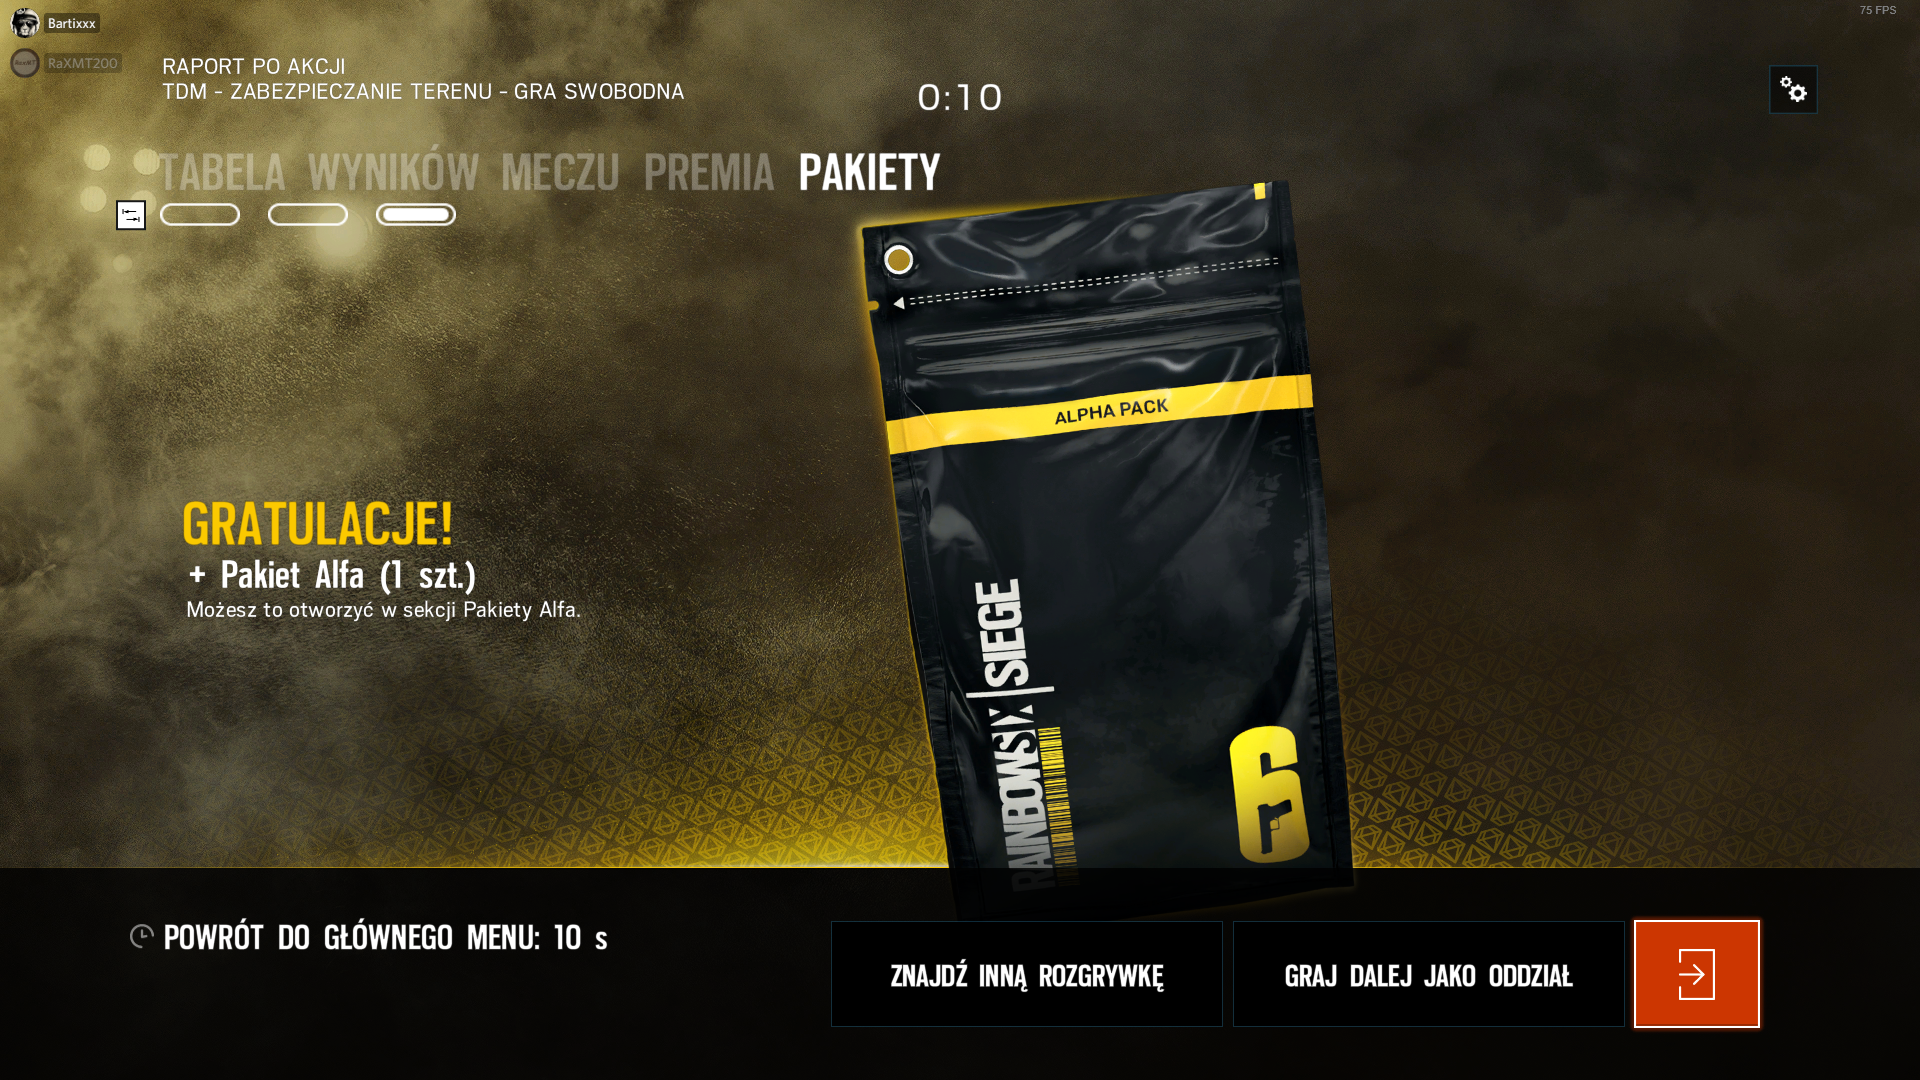 Bartixxx
RaXMT200
75 FPS
RAPORT PO AKCJI
TDM - ZABEZPIECZANIE TERENU - GRA SWOBODNA
0:10
TABELA WYNIKÓW MECZU PREMIA PAKIETY
ALPHA PACK
GRATULACJE!
+ Pakiet Alfa (1 szt.)
Możesz to otworzyć w sekcji Pakiety Alfa.
RAINBOW SIX | SIEGE
6
POWRÓT DO GŁÓWNEGO MENU: 10 s
ZNAJDŹ INNĄ ROZGRYWKĘ
GRAJ DALEJ JAKO ODDZIAŁ